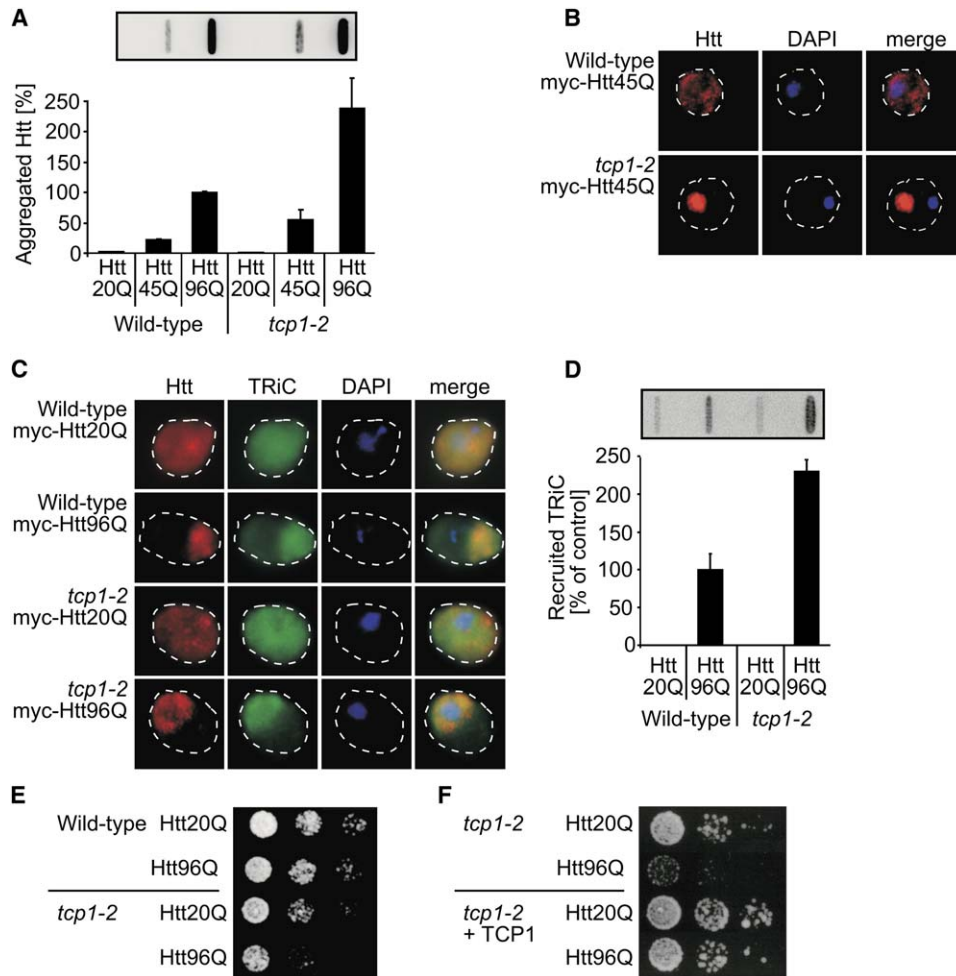 A
Aggregated Htt [%]
250
200
150
100
50
0
Htt Htt Htt Htt Htt Htt
20Q 45Q 96Q 20Q 45Q 96Q
Wild-type tcp1-2
B
Htt DAPI merge
Wild-type
myc-Htt45Q
tcp1-2
myc-Htt45Q
C
Htt TRiC DAPI merge
Wild-type
myc-Htt20Q
Wild-type
myc-Htt96Q
tcp1-2
myc-Htt20Q
tcp1-2
myc-Htt96Q
D
Recruited TRiC
[% of control]
250
200
150
100
50
0
Htt Htt Htt Htt
20Q 96Q 20Q 96Q
Wild-type tcp1-2
E
Wild-type Htt20Q
Htt96Q
tcp1-2 Htt20Q
Htt96Q
F
tcp1-2 Htt20Q
Htt96Q
tcp1-2 Htt20Q
+ TCP1
Htt96Q